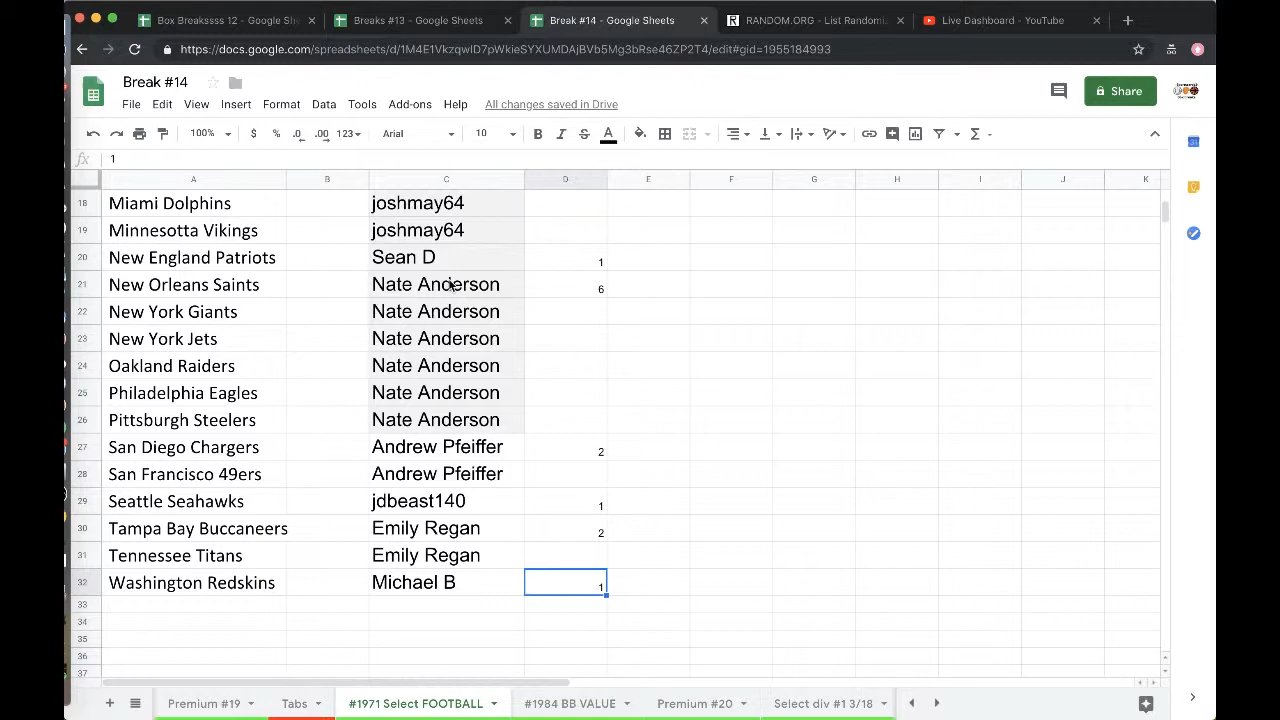 Box Breakssss 12 - Google She
Breaks #13 - Google Sheets
Break #14 - Google Sheets
RANDOM.ORG - List Randomi
Live Dashboard - YouTube
https://docs.google.com/spreadsheets/d/1M4E1VkzqwID7pWkieSYXUMDAjBVb5Mg3bRse46ZP2T4/edit#gid=1955184993
Break #14
File Edit View Insert Format Data Tools Add-ons Help All changes saved in Drive
Share
100% $ % .0 .00 123 Arial 10 B I S A
fx 1
A B C D E F G H I J K
18 Miami Dolphins joshmay64
19 Minnesotta Vikings joshmay64
20 New England Patriots Sean D 1
21 New Orleans Saints Nate Anderson 6
22 New York Giants Nate Anderson
23 New York Jets Nate Anderson
24 Oakland Raiders Nate Anderson
25 Philadelphia Eagles Nate Anderson
26 Pittsburgh Steelers Nate Anderson
27 San Diego Chargers Andrew Pfeiffer 2
28 San Francisco 49ers Andrew Pfeiffer
29 Seattle Seahawks jdbeast140 1
30 Tampa Bay Buccaneers Emily Regan 2
31 Tennessee Titans Emily Regan
32 Washington Redskins Michael B 1
33
34
35
36
37
Premium #19 Tabs #1971 Select FOOTBALL #1984 BB VALUE Premium #20 Select div #1 3/18